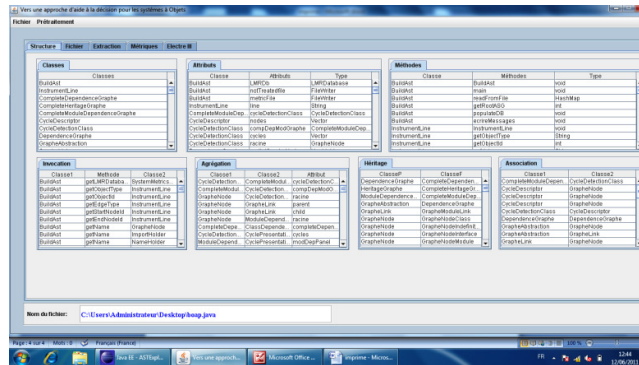 Vers une approche d'aide à la décision pour les systèmes à Objets
Fichier Prétraitement
Structure Fichier Extraction Métriques Electre III
Classes
Classes
BuildAst
InstrumentLine
CompleteDependenceGraphe
CompleteHeritageGraphe
CompleteModuleDependenceGraphe
CycleDescriptor
CycleDetectionClass
DependenceGraphe
GrapheAbstraction
Attributs
Classe Attributs Type
BuildAst LMRDb LMRDatabase
BuildAst notTreatedfile FileWriter
BuildAst metricFile FileWriter
InstrumentLine line String
CompleteModuleDep... cycleDetectionClass CycleDetectionClass
CycleDescriptor nodes Vector
CycleDetectionClass compDepModGraphe CompleteModuleDep...
CycleDetectionClass cycles Vector
CycleDetectionClass racine GrapheNode
Méthodes
Classe Méthodes Type
BuildAst BuildAst void
BuildAst main void
BuildAst readFromFile HashMap
BuildAst getRootASG int
BuildAst populateDB void
BuildAst ecrireMessages void
InstrumentLine InstrumentLine void
InstrumentLine getObjectType String
InstrumentLine getObjectId int
Invocation
Classe1 Methode Classe2
BuildAst getLMRDataba... SystemMetrics...
BuildAst getObjectType InstrumentLine
BuildAst getObjectId InstrumentLine
BuildAst getEdgeType InstrumentLine
BuildAst getStartNodeId InstrumentLine
BuildAst getEndNodeId InstrumentLine
BuildAst getName GrapheNode
BuildAst getName ImportHolder
BuildAst getName NameHolder
Agrégation
Classe1 Classe2 Attribut
CycleDetection... CompleteModul... cycleDetectionC...
CompleteModul... CycleDetection... compDepModG...
GrapheNode CycleDetection... racine
GrapheNode GrapheLink parent
GrapheNode GrapheLink child
GrapheNode ModuleDepend... racine
CompleteDepe... ClassDepende... completeDepen...
CycleDetection... CyclePresentati... cycles
ModuleDepend... CyclePresentati... modDepPanel
Héritage
ClasseP ClasseF
DependenceGraphe CompleteDependen...
HeritageGraphe CompleteHeritageGr...
ModuleDependence... CompleteModuleDep...
GrapheAbstraction DependenceGraphe
GrapheLink GrapheModuleLink
GrapheNode GrapheNodeClass
GrapheNode GrapheNodeIndefinit...
GrapheNode GrapheNodeInterface
GrapheNode GrapheNodeModule
Association
Classe1 Classe2
CompleteModuleDepen... CycleDetectionClass
CycleDescriptor GrapheNode
CycleDescriptor GrapheNode
CycleDescriptor GrapheNode
CycleDetectionClass CycleDescriptor
DependenceGraphe DependenceGraphe
GrapheAbstraction GrapheNode
GrapheAbstraction GrapheLink
GrapheLink GrapheNode
Nom du fichier: C:\Users\Administrateur\Desktop\hoap.java
Page : 4 sur 4 Mots : 0 Français (France) 100 %
Java EE - ASTExpl... Vers une approch... Microsoft Office ... imprime - Micros... FR 12:44
12/06/2011